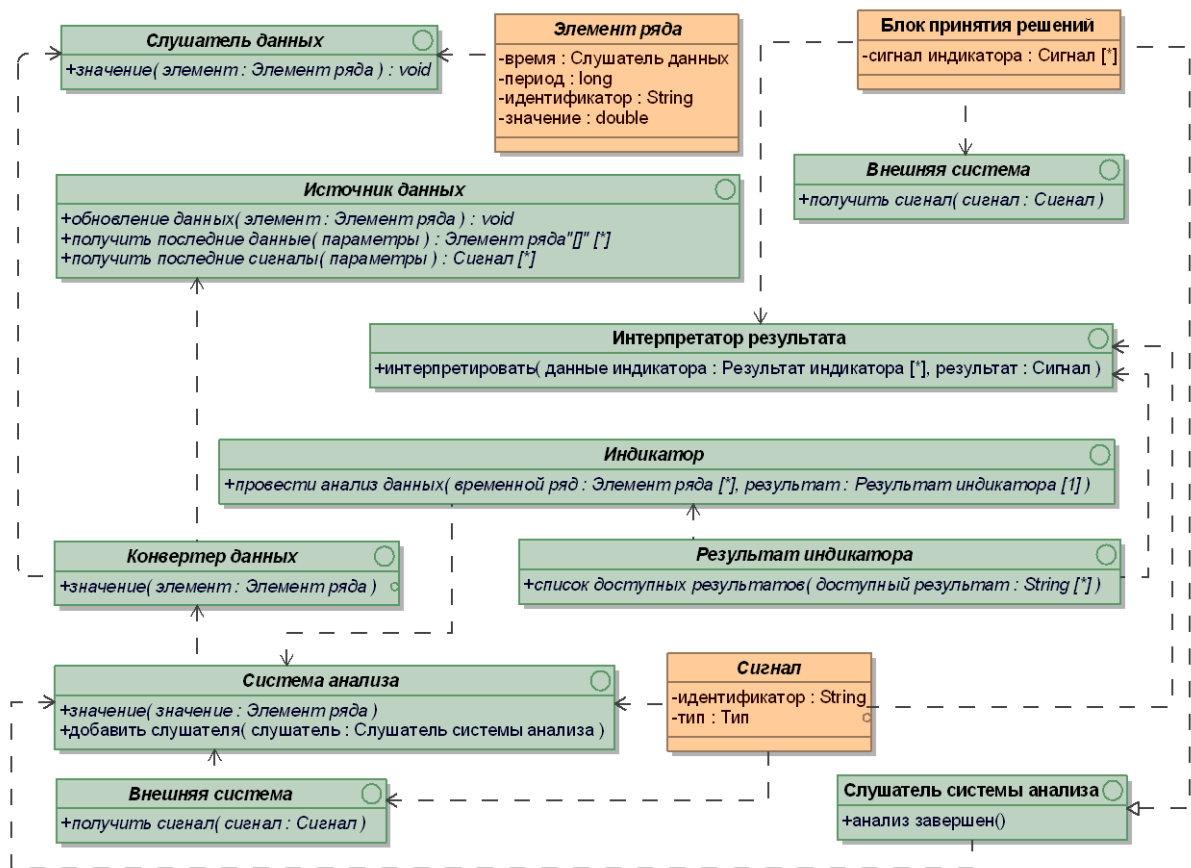 Слушатель данных
+значение( элемент : Элемент ряда ) : void
Элемент ряда
-время : Слушатель данных
-период : long
-идентификатор : String
-значение : double
Блок принятия решений
-сигнал индикатора : Сигнал [*]
Внешняя система
+получить сигнал( сигнал : Сигнал )
Источник данных
+обновление данных( элемент : Элемент ряда ) : void
+получить последние данные( параметры ) : Элемент ряда"[]" [*]
+получить последние сигналы( параметры ) : Сигнал [*]
Интерпретатор результата
+интерпретировать( данные индикатора : Результат индикатора [*], результат : Сигнал )
Индикатор
+провести анализ данных( временной ряд : Элемент ряда [*], результат : Результат индикатора [1] )
Конвертер данных
+значение( элемент : Элемент ряда )
Результат индикатора
+список доступных результатов( доступный результат : String [*] )
Система анализа
+значение( значение : Элемент ряда )
+добавить слушателя( слушатель : Слушатель системы анализа )
Сигнал
-идентификатор : String
-тип : Тип
Внешняя система
+получить сигнал( сигнал : Сигнал )
Слушатель системы анализа
+анализ завершен()